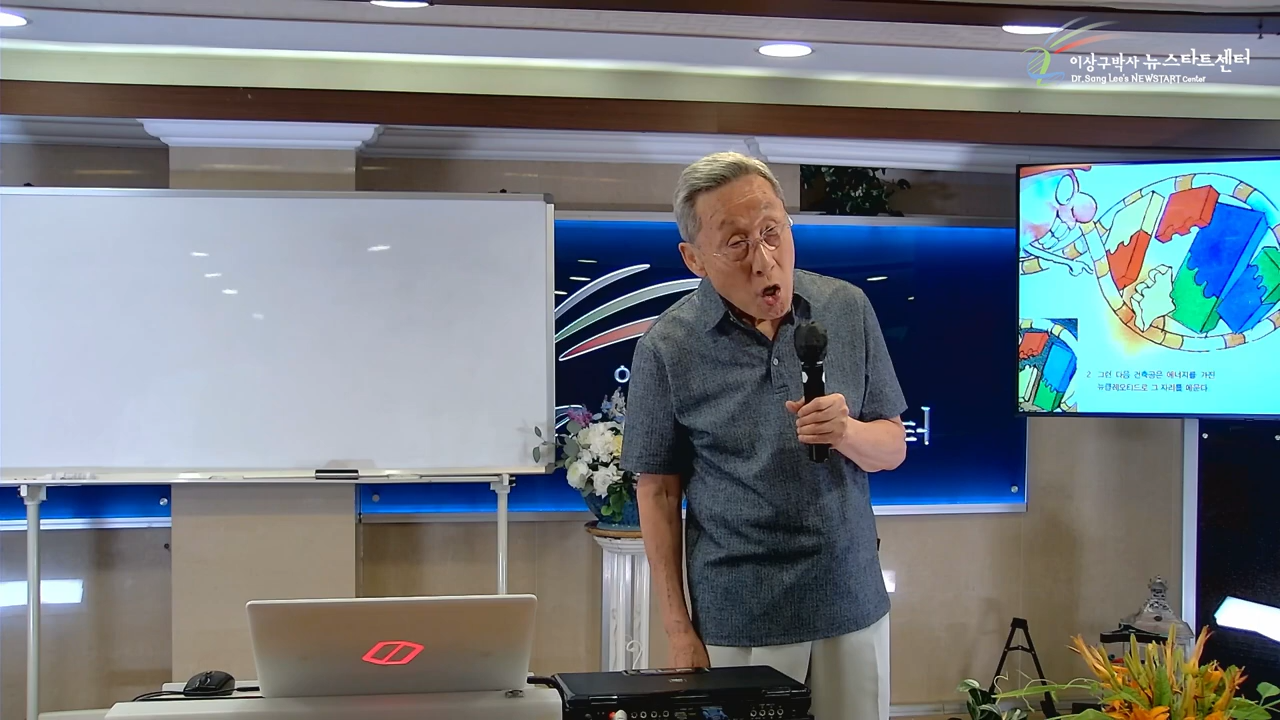 이상구박사 뉴스타트센터
Dr. Sang Lee's NEWSTART Center
2 그런 다음 건축공은 에너지를 가진
뉴클레오티드로 그 자리를 메운다